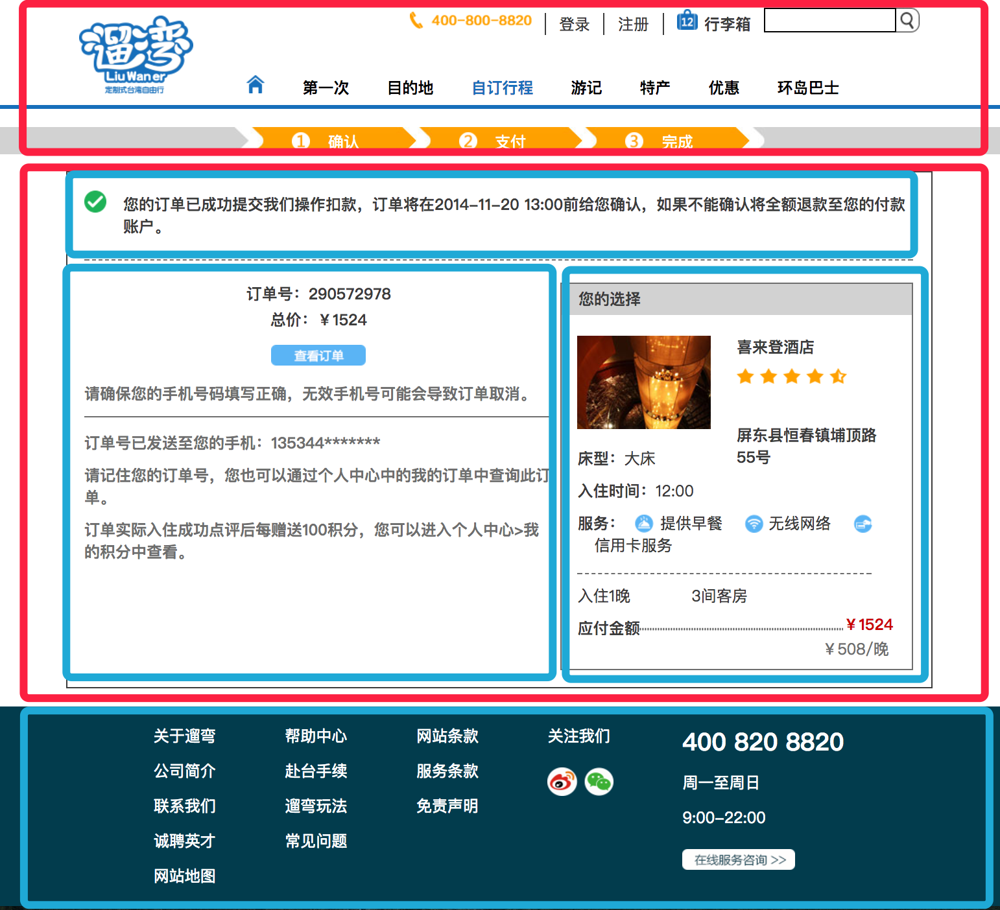 遛湾
LiuWaner
定制式台湾自由行
400-800-8820
登录
注册
12
行李箱
第一次
目的地
自订行程
游记
特产
优惠
环岛巴士
1 确认
2 支付
3 完成
您的订单已成功提交我们操作扣款，订单将在2014-11-20 13:00前给您确认，如果不能确认将全额退款至您的付款
账户。
订单号：290572978
总价：￥1524
查看订单
请确保您的手机号码填写正确，无效手机号可能会导致订单取消。
订单号已发送至您的手机：135344*******
请记住您的订单号，您也可以通过个人中心中的我的订单中查询此订
单。
订单实际入住成功点评后每赠送100积分，您可以进入个人中心>我
的积分中查看。
您的选择
喜来登酒店
屏东县恒春镇埔顶路
55号
床型：大床
入住时间：12:00
服务： 提供早餐 无线网络
信用卡服务
入住1晚 3间客房
应付金额 ￥1524
￥508/晚
关于遛弯
公司简介
联系我们
诚聘英才
网站地图
帮助中心
赴台手续
遛弯玩法
常见问题
网站条款
服务条款
免责声明
关注我们
400 820 8820
周一至周日
9:00-22:00
在线服务咨询 >>